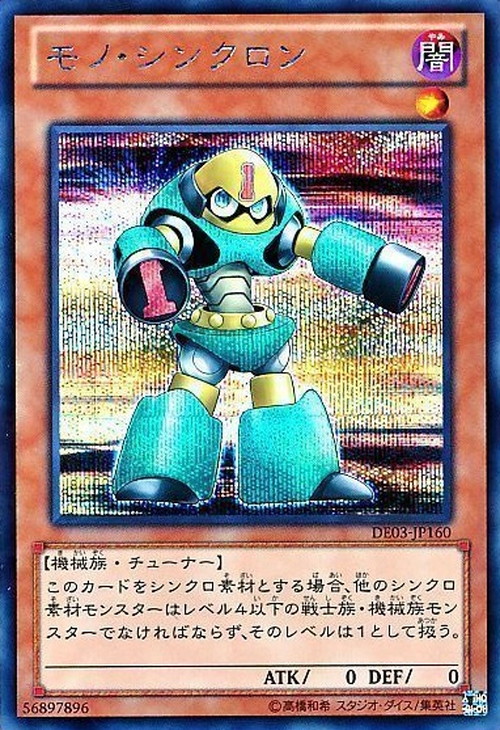 モノ・シンクロン
闇
1
1
DE03-JP160
【機械族・チューナー】
このカードをシンクロ素材とする場合、他のシンクロ
素材モンスターはレベル4以下の戦士族・機械族モン
スターでなければならず、そのレベルは1として扱う。
ATK/ 0 DEF/ 0
56897896 ©高橋和希 スタジオ・ダイス/集英社